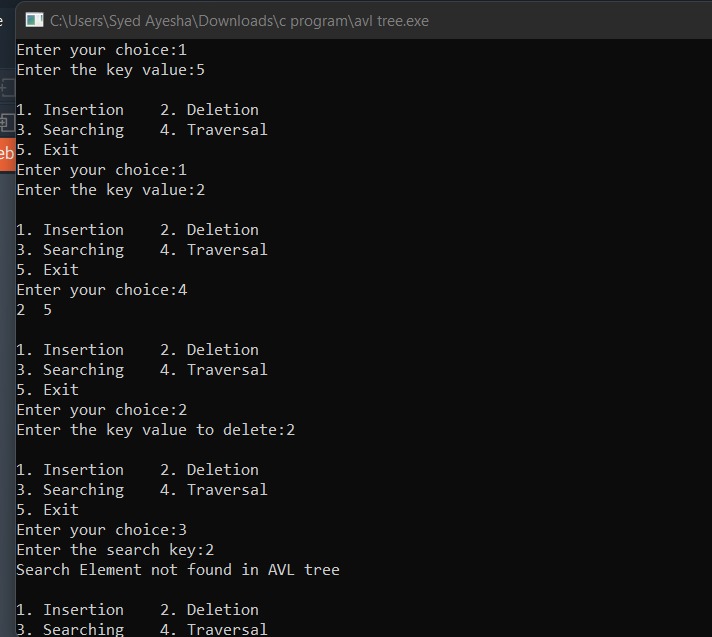 C:\Users\Syed Ayesha\Downloads\c program\avl tree.exe
Enter your choice:1
Enter the key value:5
1. Insertion    2. Deletion
3. Searching    4. Traversal
5. Exit
Enter your choice:1
Enter the key value:2
1. Insertion    2. Deletion
3. Searching    4. Traversal
5. Exit
Enter your choice:4
2  5
1. Insertion    2. Deletion
3. Searching    4. Traversal
5. Exit
Enter your choice:2
Enter the key value to delete:2
1. Insertion    2. Deletion
3. Searching    4. Traversal
5. Exit
Enter your choice:3
Enter the search key:2
Search Element not found in AVL tree
1. Insertion    2. Deletion
3. Searching    4. Traversal